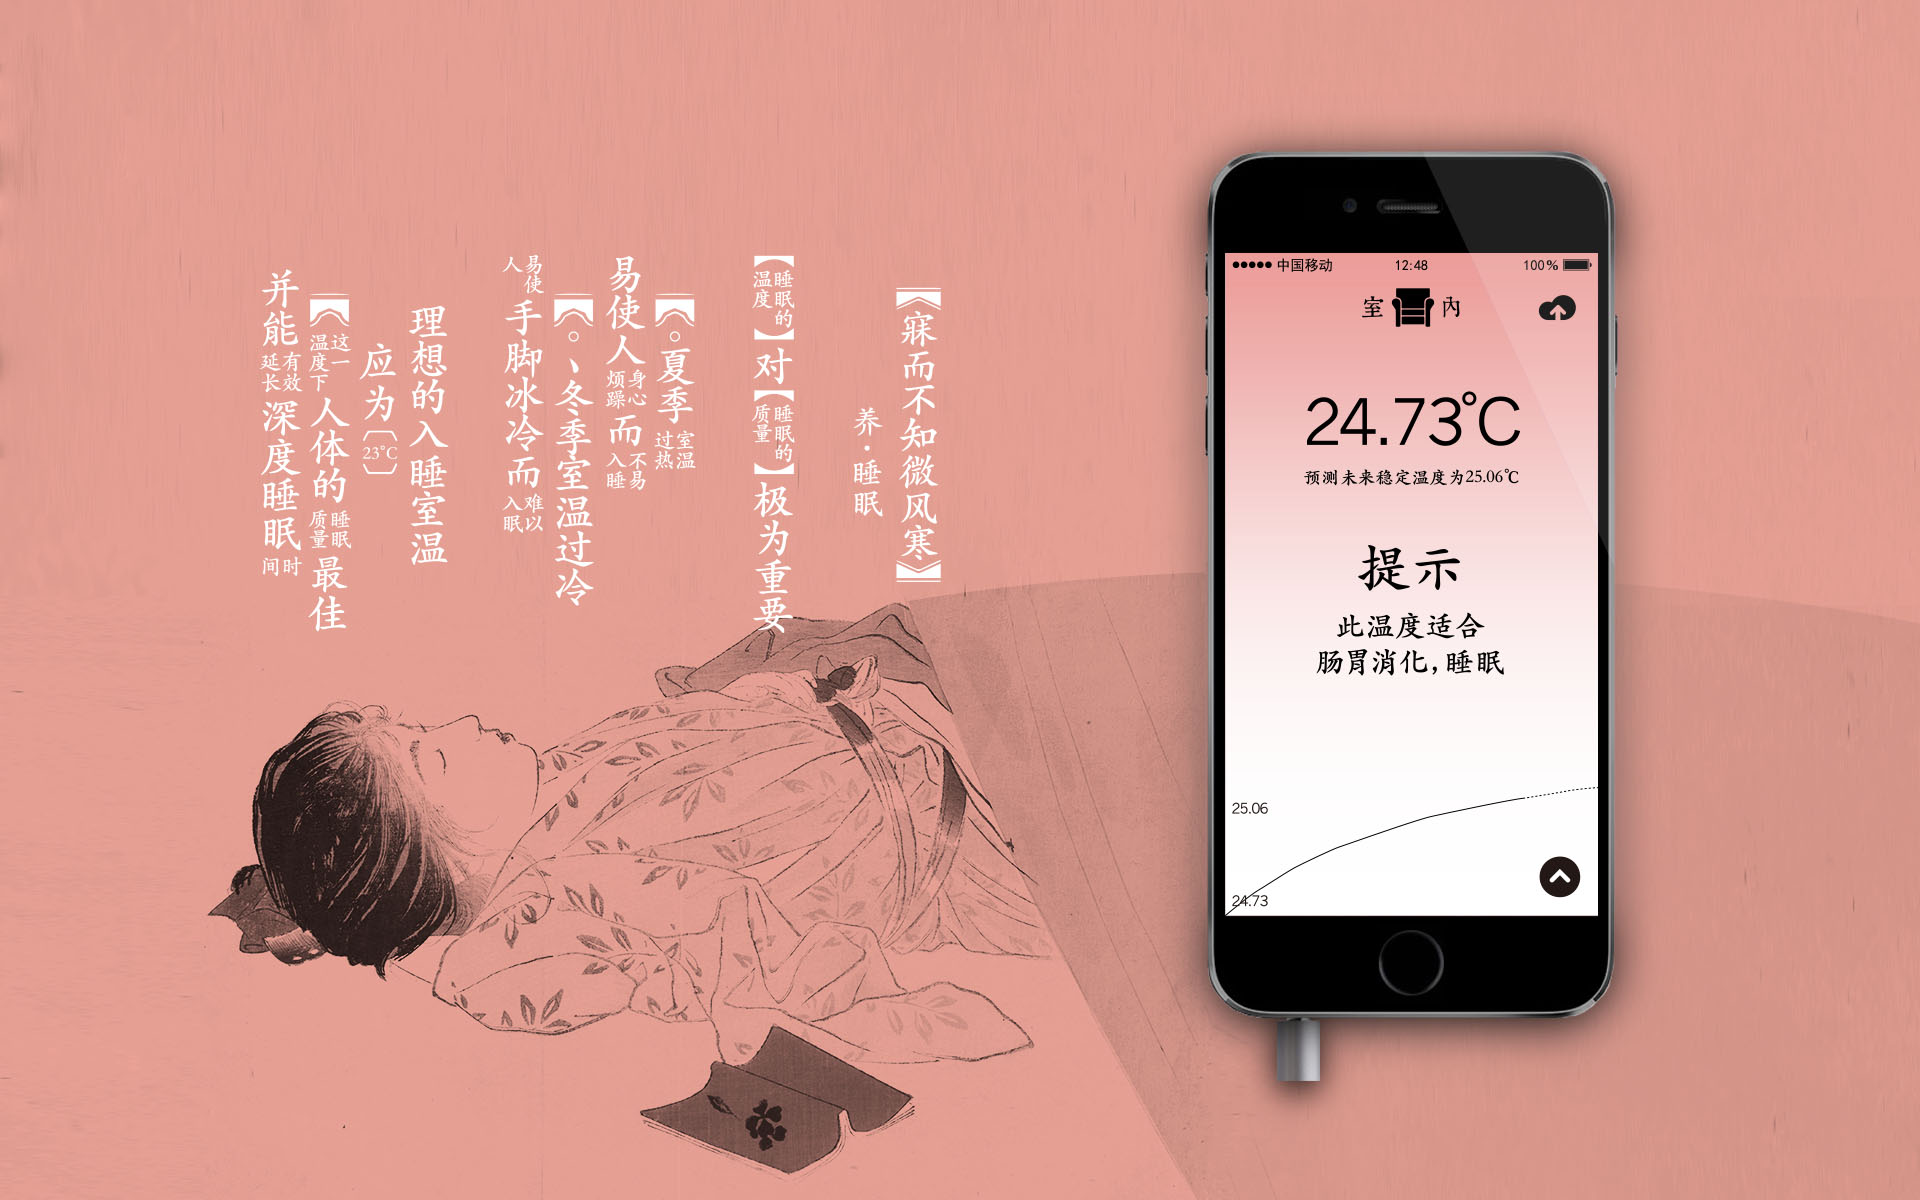 《寐而不知微风寒》
养·睡眠
【睡眠的温度】对【睡眠的质量】极为重要
。夏季室温过热
易使人身心烦躁而不易入睡
。、冬季室温过冷
易使人手脚冰冷而难以入眠
理想的入睡室温
应为〔23℃〕
这一温度下人体的睡眠质量最佳
并能有效延长深度睡眠时间
中国移动 12:48 100%
室內
24.73℃
预测未来稳定温度为25.06℃
提示
此温度适合
肠胃消化,睡眠
25.06
24.73